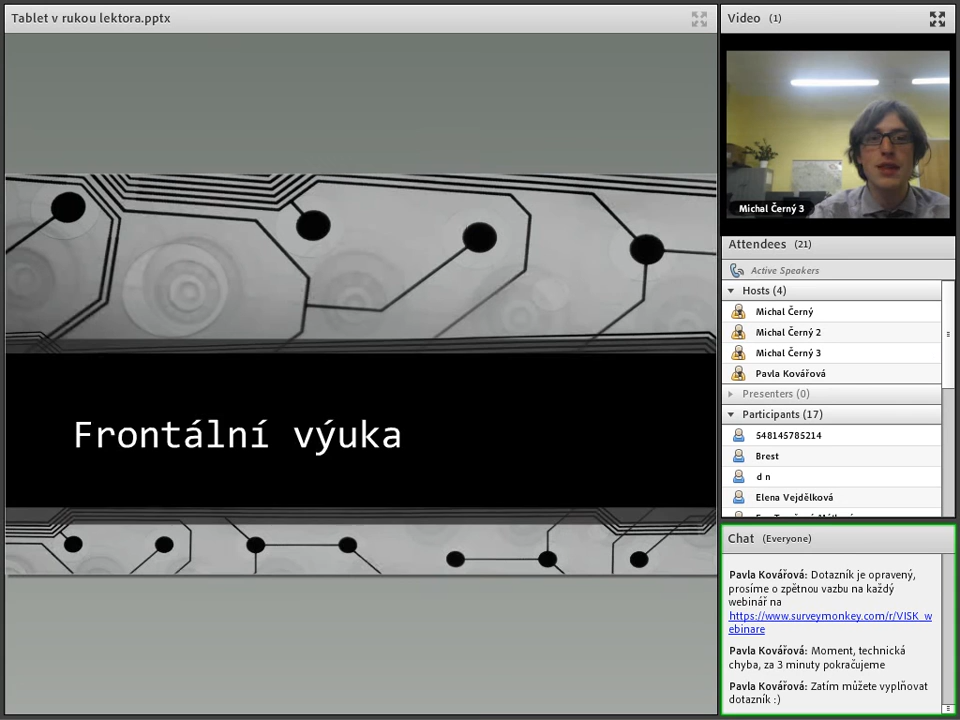 Tablet v rukou lektora.pptx
Frontální výuka
Video (1)
Michal Černý 3
Attendees (21)
Active Speakers
Hosts (4)
Michal Černý
Michal Černý 2
Michal Černý 3
Pavla Kovářová
Presenters (0)
Participants (17)
548145785214
Brest
d n
Elena Vejdělková
Chat (Everyone)
Pavla Kovářová: Dotazník je opravený,
prosíme o zpětnou vazbu na každý
webinář na
https://www.surveymonkey.com/r/VISK_w
ebinare
Pavla Kovářová: Moment, technická
chyba, za 3 minuty pokračujeme
Pavla Kovářová: Zatím můžete vyplňovat
dotazník :)